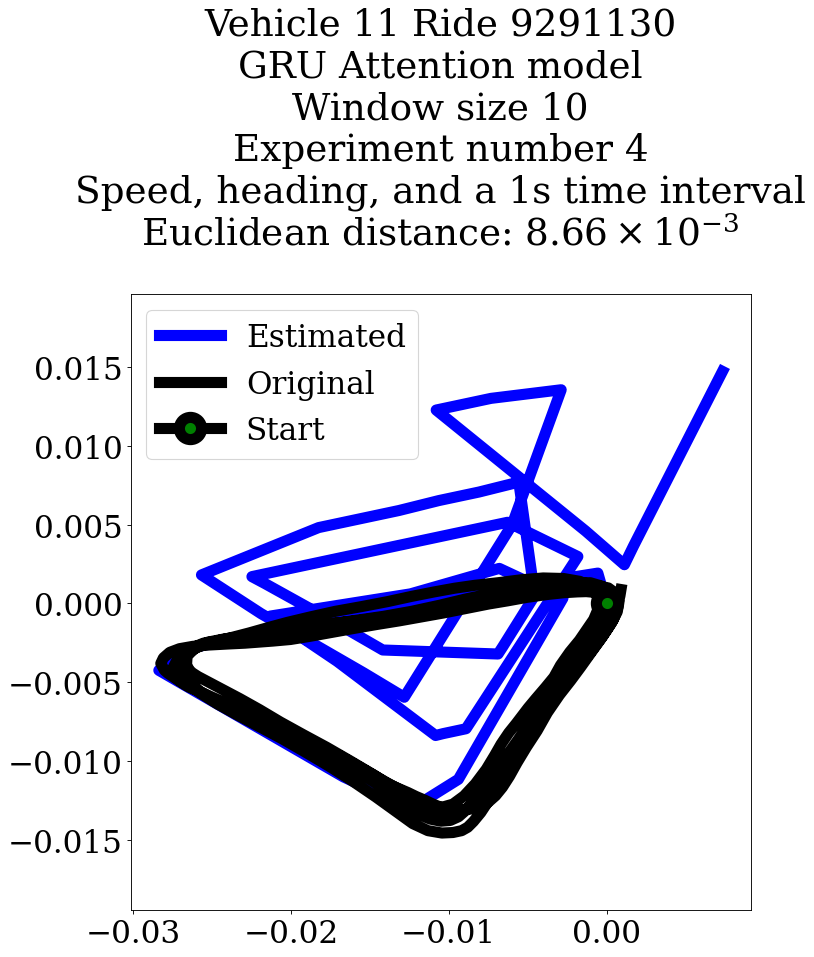 Vehicle 11 Ride 9291130
GRU Attention model
Window size 10
Experiment number 4
Speed, heading, and a 1s time interval
Euclidean distance: 8.66 × 10⁻³
Estimated
Original
Start
0.015
0.010
0.005
0.000
−0.005
−0.010
−0.015
−0.03 −0.02 −0.01 0.00